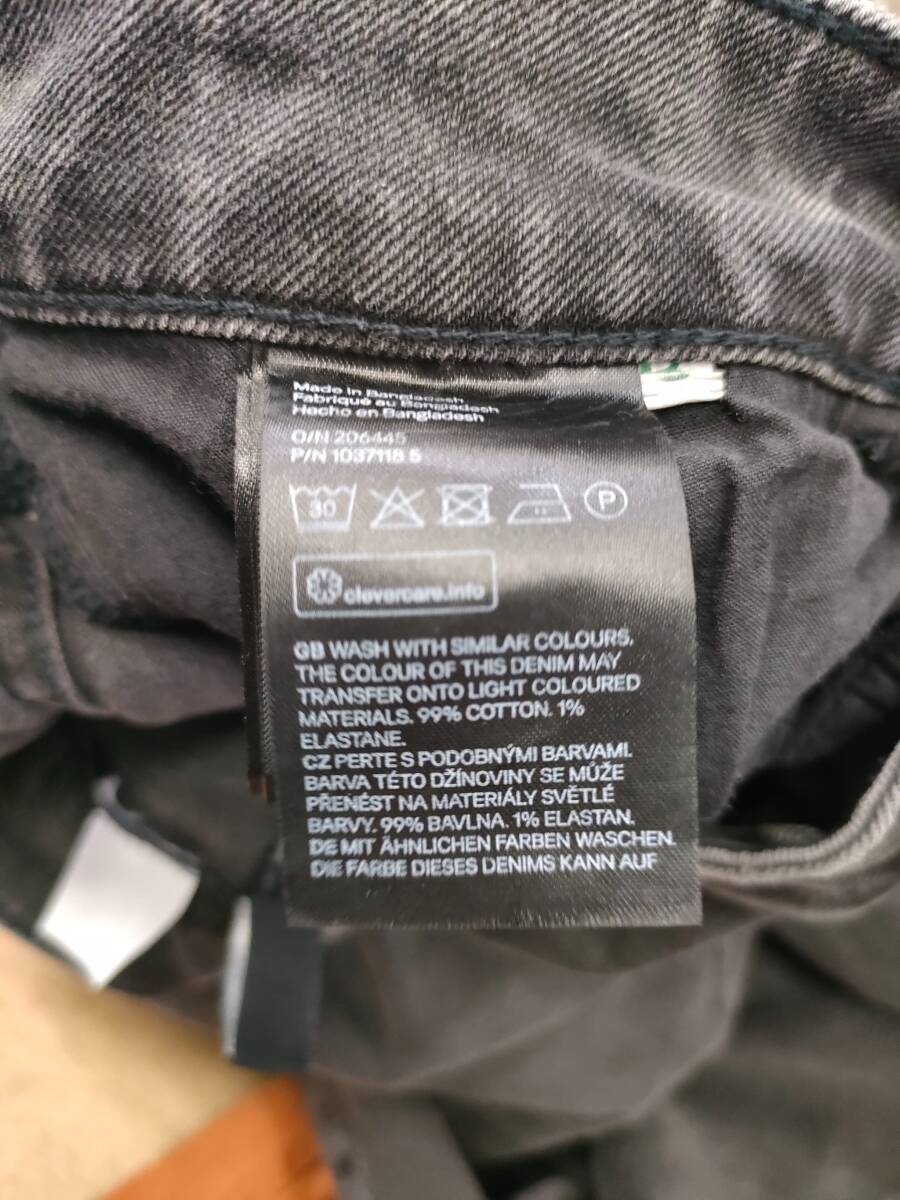 Made in Bangladesh
Fabriqué au Bangladesh
Hecho en Bangladesh
O/N 206445
P/N 1037118 5
30
P
clevercare.info
GB WASH WITH SIMILAR COLOURS.
THE COLOUR OF THIS DENIM MAY
TRANSFER ONTO LIGHT COLOURED
MATERIALS. 99% COTTON. 1%
ELASTANE.
CZ PERTE S PODOBNÝMI BARVAMI.
BARVA TÉTO DŽÍNOVINY SE MŮŽE
PŘENÉST NA MATERIÁLY SVĚTLÉ
BARVY. 99% BAVLNA. 1% ELASTAN.
DE MIT ÄHNLICHEN FARBEN WASCHEN.
DIE FARBE DIESES DENIMS KANN AUF